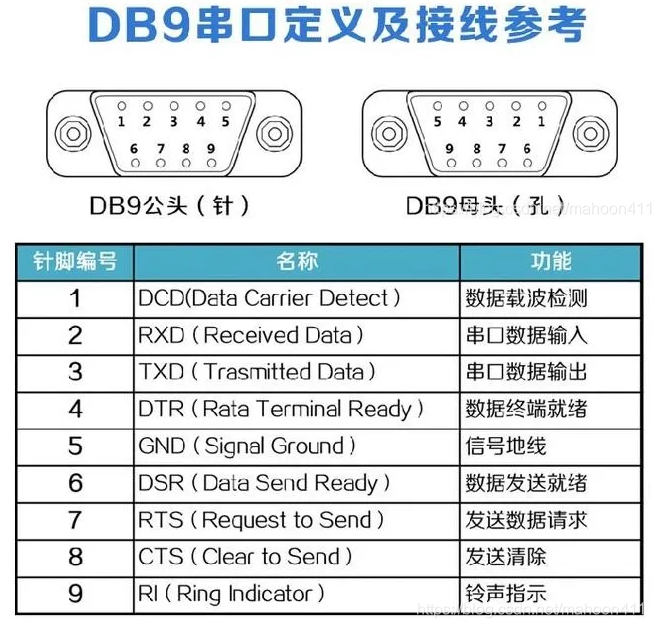 DB9串口定义及接线参考
1 2 3 4 5
6 7 8 9
5 4 3 2 1
9 8 7 6
DB9公头（针）
DB9母头（孔）
https://blog.csdn.net/mahoon411
针脚编号 名称 功能
1 DCD(Data Carrier Detect） 数据载波检测
2 RXD（Received Data） 串口数据输入
3 TXD（Trasmitted Data） 串口数据输出
4 DTR（Rata Terminal Ready） 数据终端就绪
5 GND（Signal Ground） 信号地线
6 DSR（Data Send Ready） 数据发送就绪
7 RTS（Request to Send） 发送数据请求
8 CTS（Clear to Send） 发送清除
9 RI（Ring Indicator） 铃声指示
https://blog.csdn.net/mahoon411